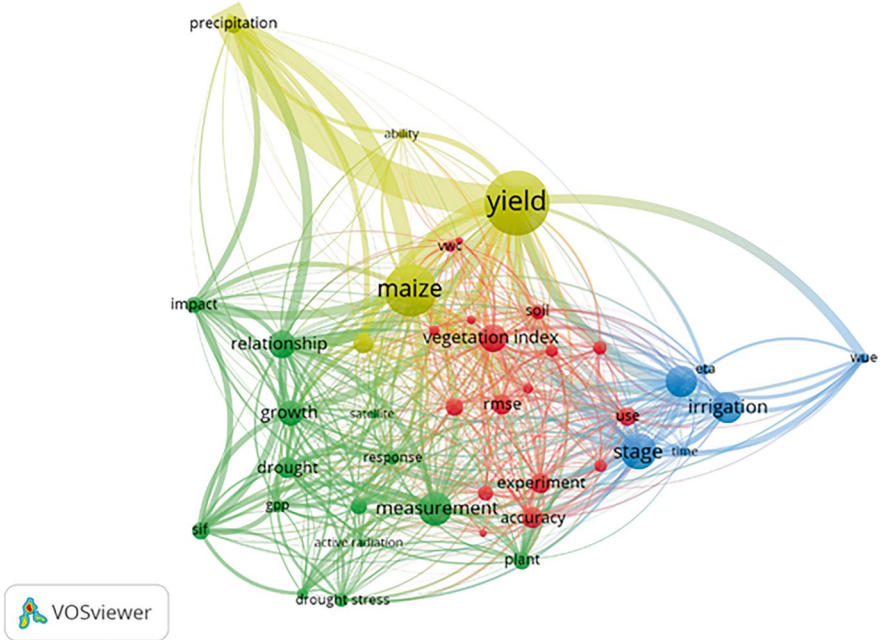 precipitation
ability
yield
vwc
maize
impact
soil
relationship
vegetation index
eta
wue
growth
satellite
rmse
use
irrigation
drought
response
stage
time
gpp
measurement
experiment
sif
active radiation
accuracy
plant
drought stress
VOSviewer